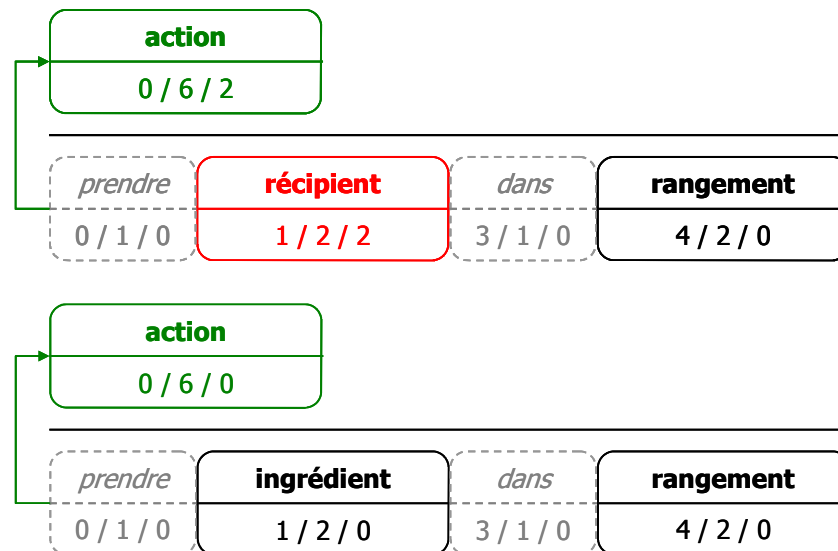 action
0 / 6 / 2
prendre récipient dans rangement
0 / 1 / 0 1 / 2 / 2 3 / 1 / 0 4 / 2 / 0
action
0 / 6 / 0
prendre ingrédient dans rangement
0 / 1 / 0 1 / 2 / 0 3 / 1 / 0 4 / 2 / 0